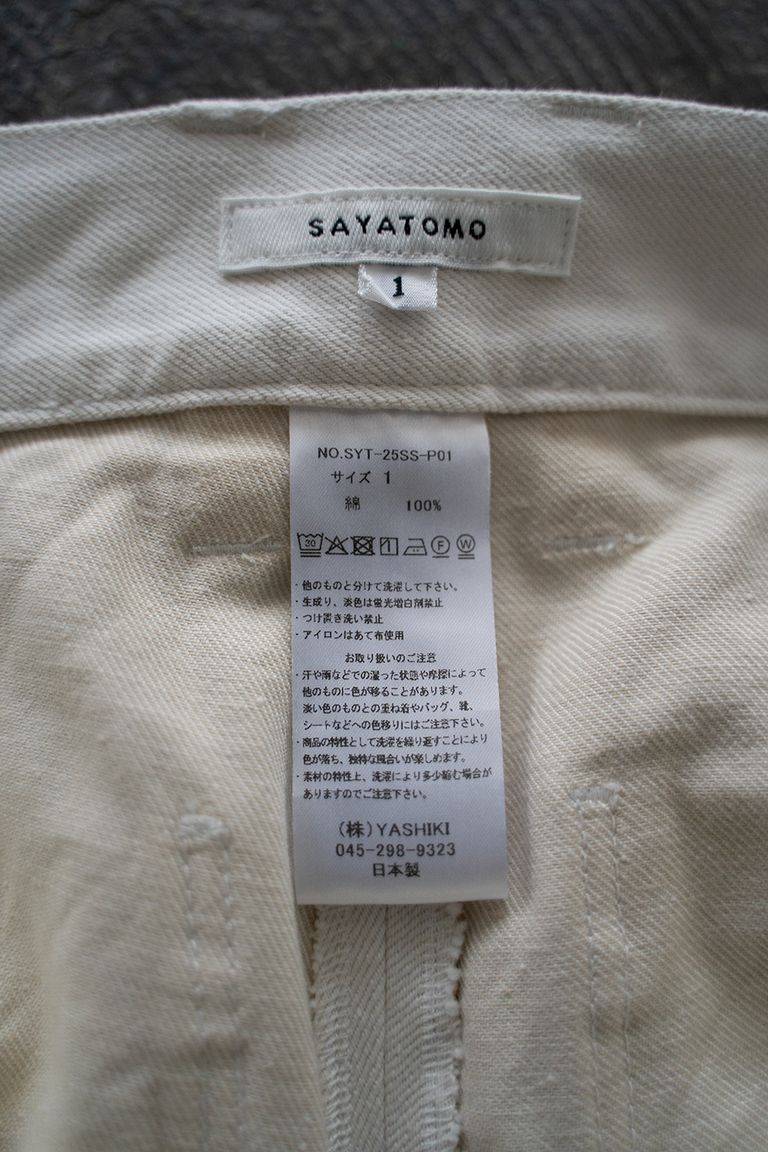 SAYATOMO
1
NO.SYT-25SS-P01
サイズ 1
綿 100%
30
F W
・他のものと分けて洗濯して下さい。
・生成り、淡色は蛍光増白剤禁止
・つけ置き洗い禁止
・アイロンはあて布使用
お取り扱いのご注意
・汗や雨などでの湿った状態や摩擦によって
他のものに色が移ることがあります。
淡い色のものとの重ね着やバッグ、靴、
シートなどへの色移りにはご注意下さい。
・商品の特性として洗濯を繰り返すことにより
色が落ち、独特な風合いが楽しめます。
・素材の特性上、洗濯により多少縮む場合が
ありますのでご注意下さい。
(株)YASHIKI
045-298-9323
日本製